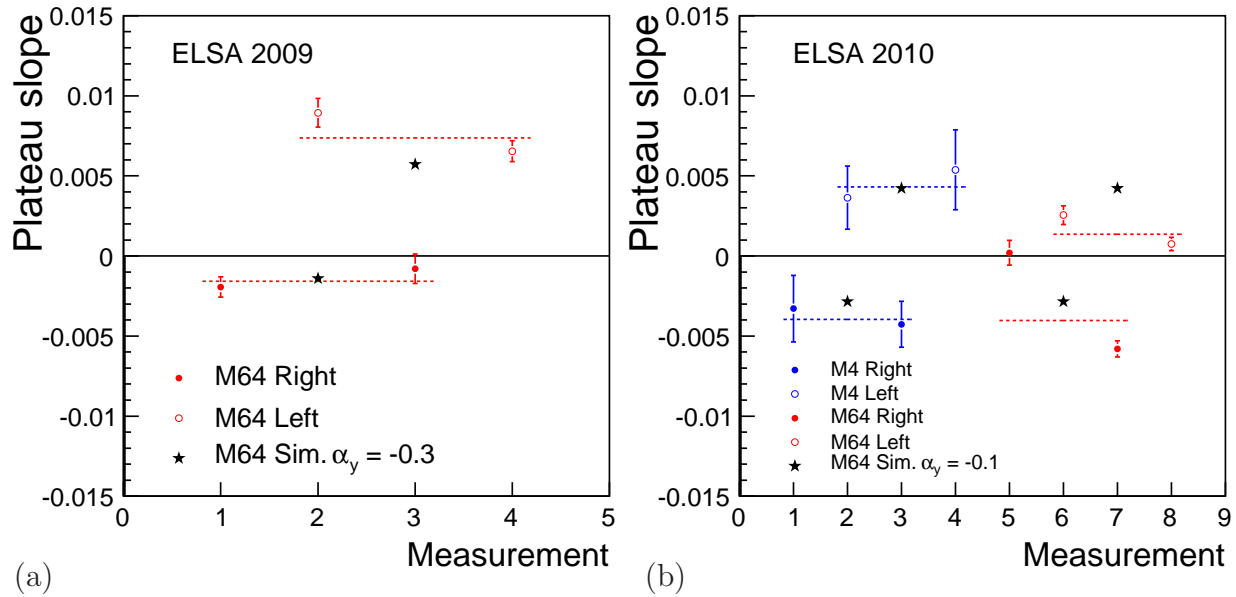 Plateau slope
ELSA 2009
0.015
0.01
0.005
0
-0.005
-0.01
-0.015
M64 Right
M64 Left
M64 Sim. αy = -0.3
0 1 2 3 4 5
Measurement
(a)
Plateau slope
ELSA 2010
0.015
0.01
0.005
0
-0.005
-0.01
-0.015
M4 Right
M4 Left
M64 Right
M64 Left
M64 Sim. αy = -0.1
0 1 2 3 4 5 6 7 8 9
Measurement
(b)